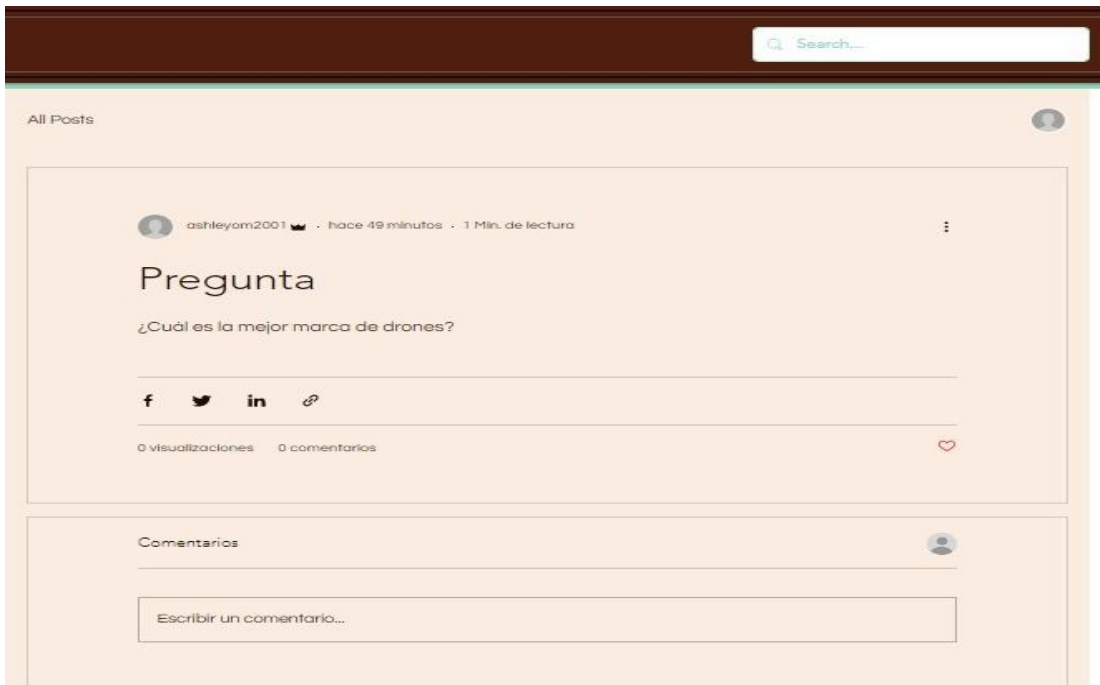 Search...
All Posts
ashleyom2001 · hace 49 minutos · 1 Min. de lectura
Pregunta
¿Cuál es la mejor marca de drones?
0 visualizaciones 0 comentarios
Comentarios
Escribir un comentario...